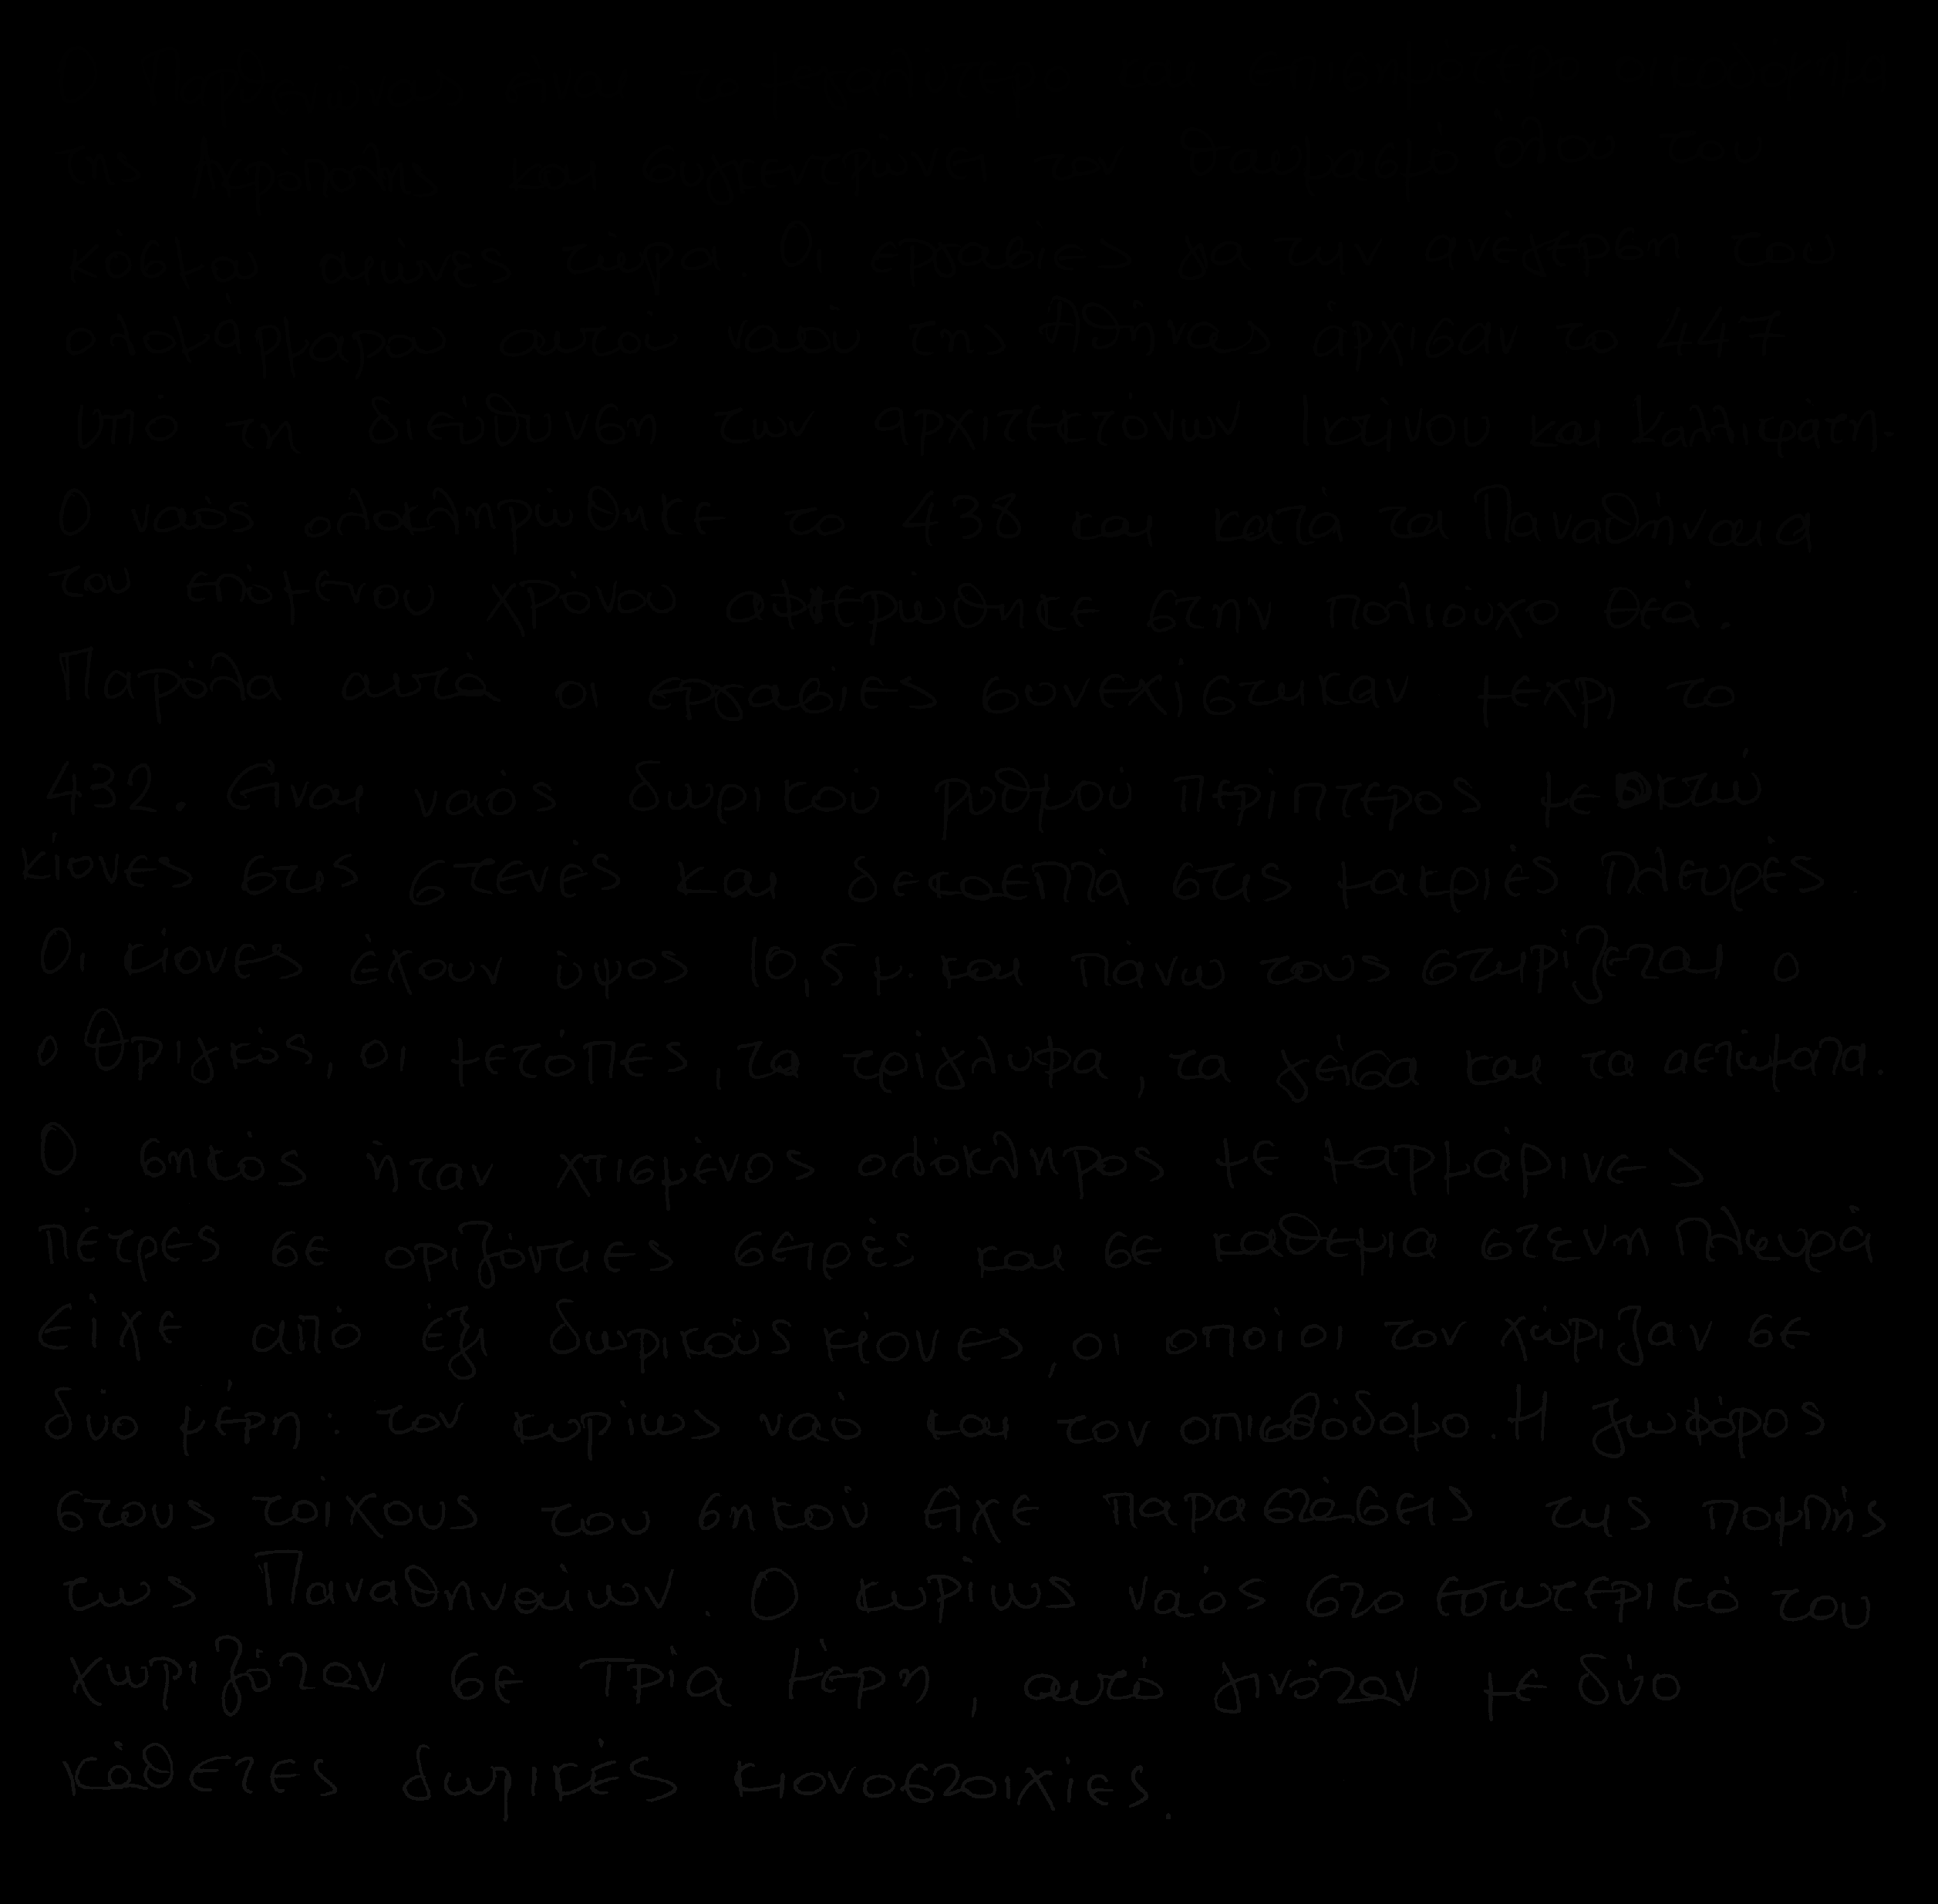 της Ακρόπολης και συγκεντρώνει τον θαυμασμό όλου του
κόσμου αιώνες τώρα. Οι εργασίες για την ανέγερση του
ολομάρμαρου αυτού ναού της Αθήνας άρχισαν το 447
υπό τη διεύθυνση των αρχιτεκτόνων Ικτίνου και Καλλικράτη.
Ο ναός ολοκληρώθηκε το 438 και κατά τα Παναθήναια
του επόμενου χρόνου αφιερώθηκε στην πολιούχο θεά.
Παρόλα αυτά οι εργασίες συνεχίστηκαν μεχρι το
432. Είναι ναός δωρικού ρυθμού περίπτερος με οκτώ
κίονες στις στενές και δεκαεπτά στις μακριές πλευρές.
Οι κίονες έχουν ύψος 10,5 μ. και πάνω τους στηρίζεται ο
ο θριγκός, οι μετόπες, τα τρίγλυφα, τα γείσα και τα αετώματα.
Ο σηκός ήταν χτισμένος ολόκληρος με μαρμάρινες
πέτρες σε οριζόντιες σειρές και σε καθεμια στενη πλευρά
είχε από έξι δωρικούς κίονες, οι οποίοι τον χώριζαν σε
δύο μέρη: τον κυρίως ναό και τον οπισθόδομο. Η ζωφόρος
στους τοίχους του σηκού είχε παραστάσεις της πομπής
των Παναθηναίων. Ο κυρίως ναός στο εσωτερικό του
χωριζόταν σε τρία μέρη, αυτό γινόταν με δύο
κάθετες δωρικές κιονοστοιχίες.